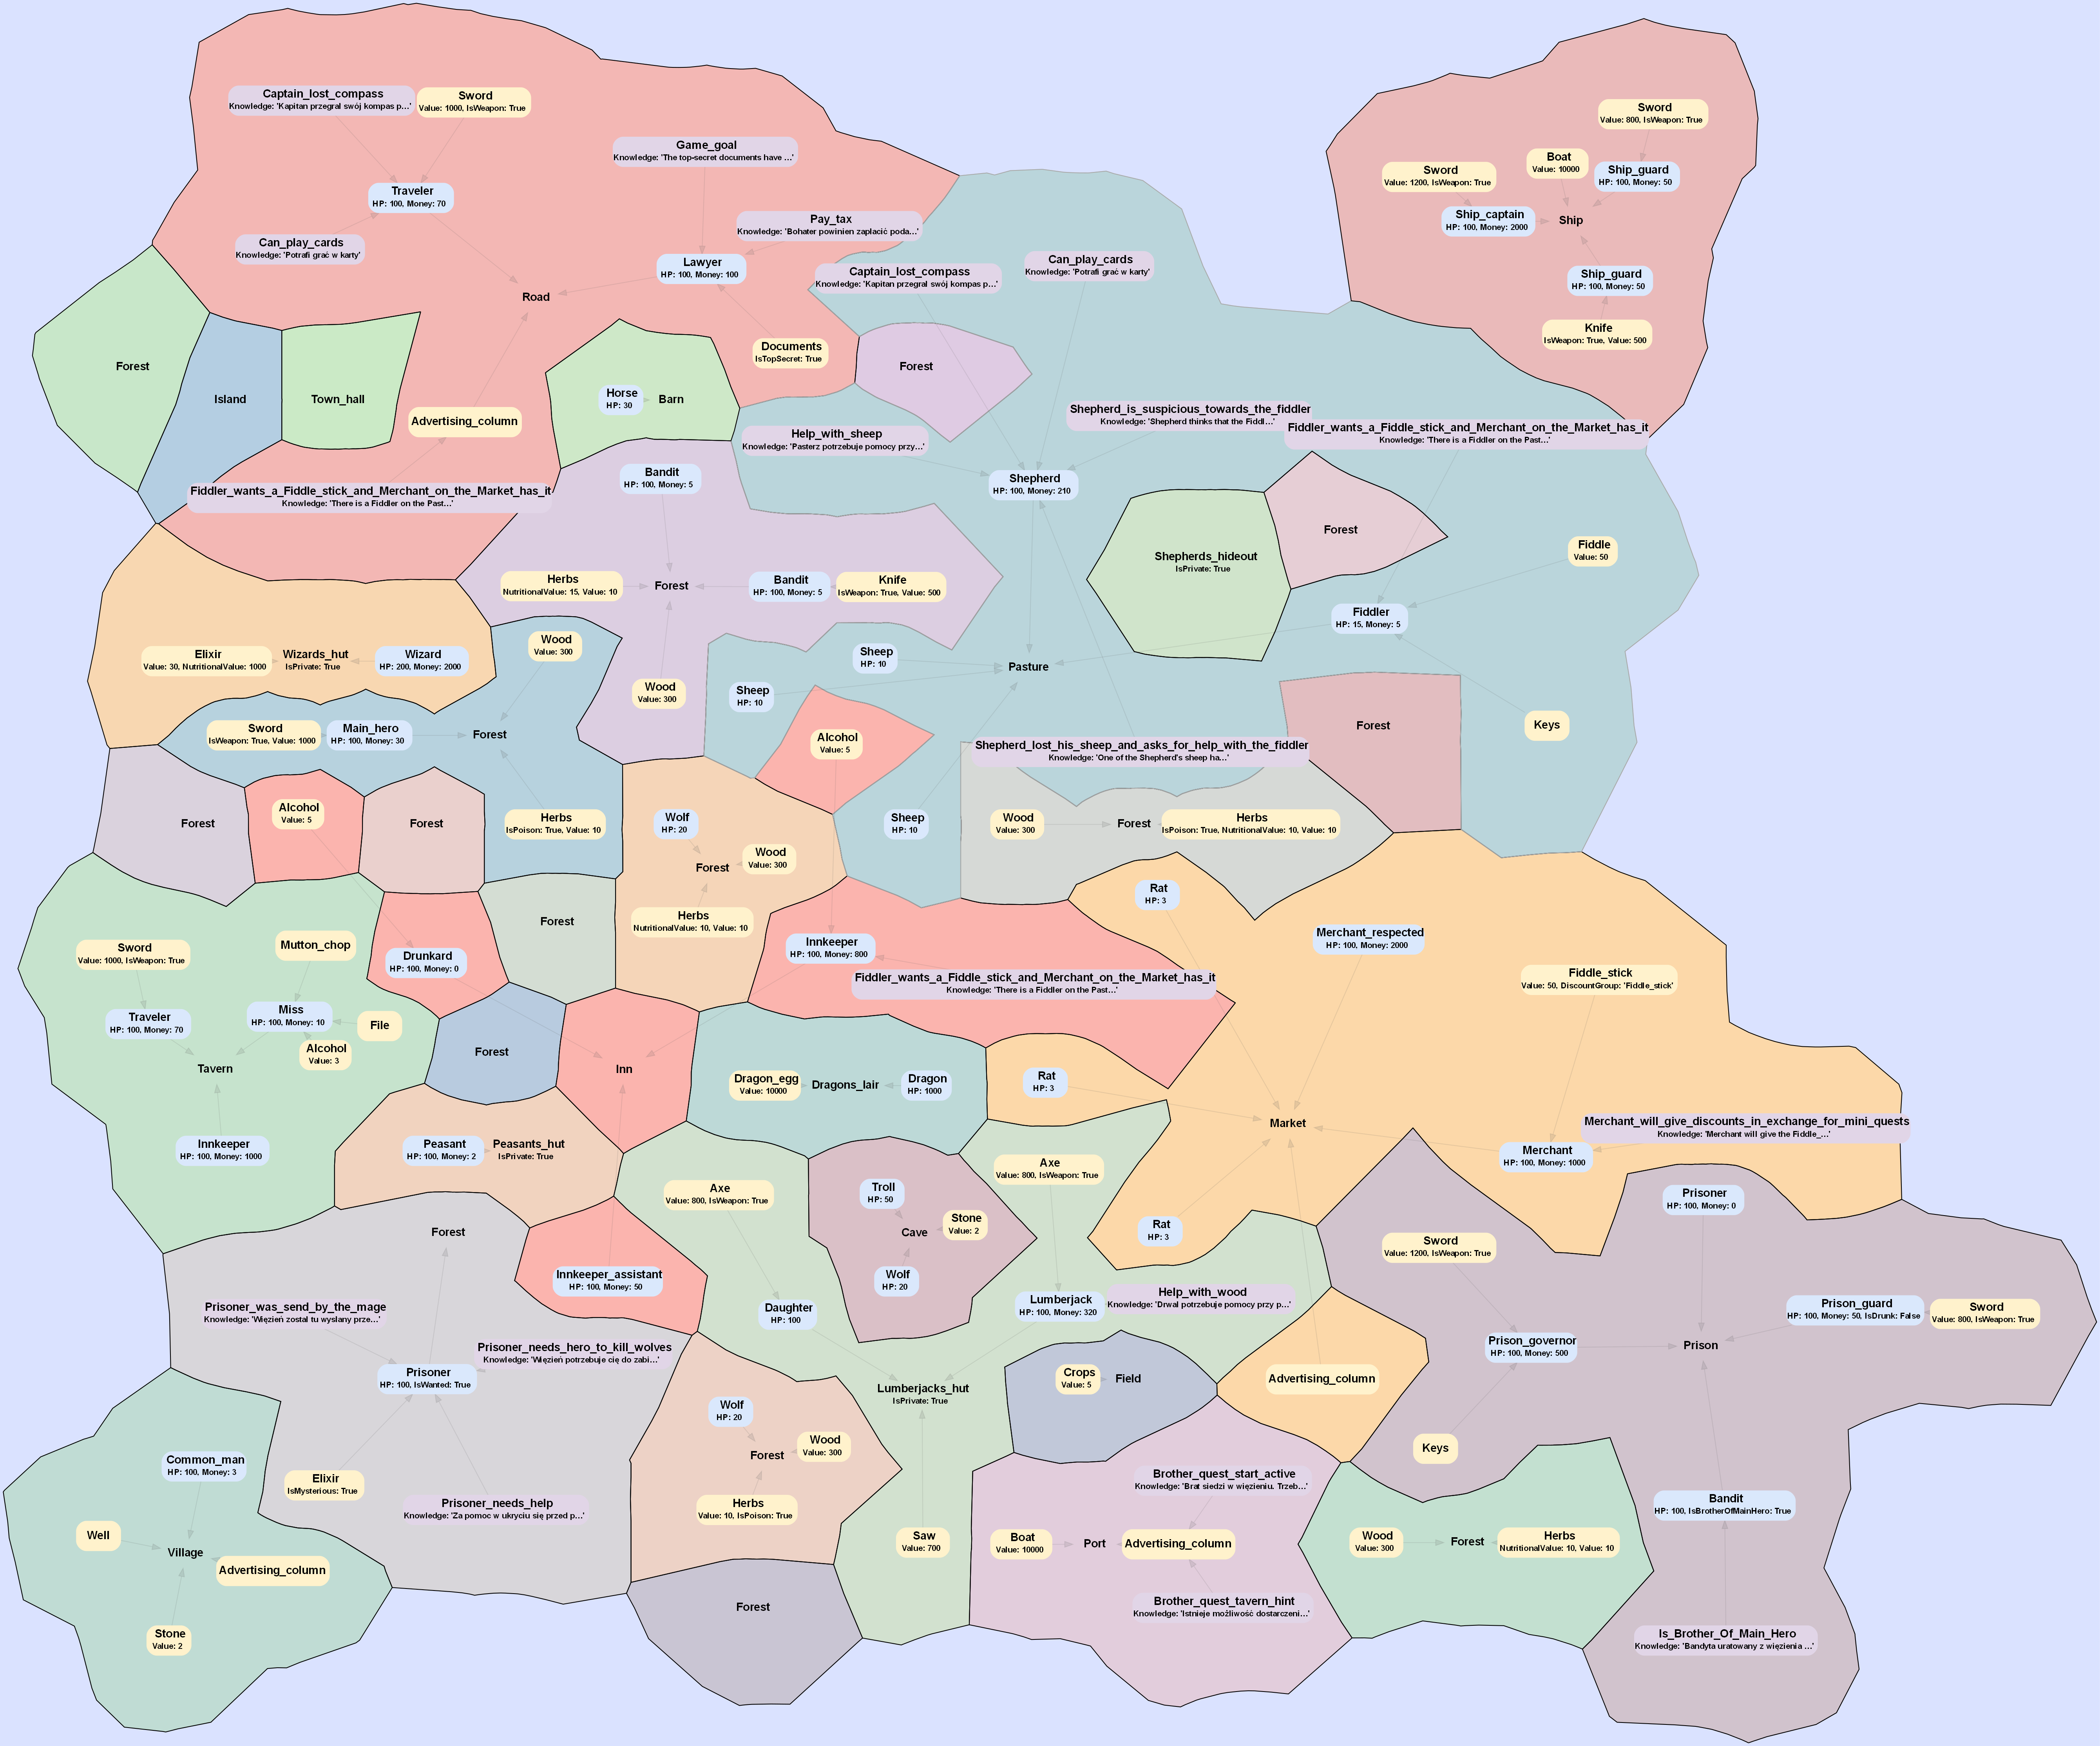 Captain_lost_compass
Knowledge: 'Kapitan przegrał swój kompas p...'
Sword
Value: 1000, IsWeapon: True
Game_goal
Knowledge: 'The top-secret documents have ...'
Traveler
HP: 100, Money: 70
Can_play_cards
Knowledge: 'Potrafi grać w karty'
Pay_tax
Knowledge: 'Bohater powinien zapłacić poda...'
Lawyer
HP: 100, Money: 100
Road
Documents
IsTopSecret: True
Advertising_column
Fiddler_wants_a_Fiddle_stick_and_Merchant_on_the_Market_has_it
Knowledge: 'There is a Fiddler on the Past...'
Sword
Value: 800, IsWeapon: True
Boat
Value: 10000
Sword
Value: 1200, IsWeapon: True
Ship_guard
HP: 100, Money: 50
Ship_captain
HP: 100, Money: 2000
Ship
Ship_guard
HP: 100, Money: 50
Knife
IsWeapon: True, Value: 500
Forest
Island
Town_hall
Horse
HP: 30
Barn
Forest
Captain_lost_compass
Knowledge: 'Kapitan przegrał swój kompas p...'
Can_play_cards
Knowledge: 'Potrafi grać w karty'
Shepherd_is_suspicious_towards_the_fiddler
Knowledge: 'Shepherd thinks that the Fiddl...'
Fiddler_wants_a_Fiddle_stick_and_Merchant_on_the_Market_has_it
Knowledge: 'There is a Fiddler on the Past...'
Help_with_sheep
Knowledge: 'Pasterz potrzebuje pomocy przy...'
Shepherd
HP: 100, Money: 210
Shepherds_hideout
IsPrivate: True
Forest
Fiddle
Value: 50
Fiddler
HP: 15, Money: 5
Keys
Sheep
HP: 10
Sheep
HP: 10
Pasture
Sheep
HP: 10
Shepherd_lost_his_sheep_and_asks_for_help_with_the_fiddler
Knowledge: 'One of the Shepherd's sheep ha...'
Forest
Bandit
HP: 100, Money: 5
Herbs
NutritionalValue: 15, Value: 10
Forest
Bandit
HP: 100, Money: 5
Knife
IsWeapon: True, Value: 500
Wood
Value: 300
Elixir
Value: 30, NutritionalValue: 1000
Wizards_hut
IsPrivate: True
Wizard
HP: 200, Money: 2000
Wood
Value: 300
Sword
IsWeapon: True, Value: 1000
Main_hero
HP: 100, Money: 30
Forest
Herbs
IsPoison: True, Value: 10
Forest
Alcohol
Value: 5
Forest
Alcohol
Value: 5
Wolf
HP: 20
Wood
Value: 300
Forest
Herbs
NutritionalValue: 10, Value: 10
Wood
Value: 300
Forest
Herbs
IsPoison: True, NutritionalValue: 10, Value: 10
Forest
Drunkard
HP: 100, Money: 0
Innkeeper
HP: 100, Money: 800
Fiddler_wants_a_Fiddle_stick_and_Merchant_on_the_Market_has_it
Knowledge: 'There is a Fiddler on the Past...'
Inn
Innkeeper_assistant
HP: 100, Money: 50
Sword
Value: 1000, IsWeapon: True
Mutton_chop
Traveler
HP: 100, Money: 70
Miss
HP: 100, Money: 10
File
Alcohol
Value: 3
Tavern
Innkeeper
HP: 100, Money: 1000
Forest
Peasant
HP: 100, Money: 2
Peasants_hut
IsPrivate: True
Dragon_egg
Value: 10000
Dragons_lair
Dragon
HP: 1000
Rat
HP: 3
Merchant_respected
HP: 100, Money: 2000
Fiddle_stick
Value: 50, DiscountGroup: 'Fiddle_stick'
Rat
HP: 3
Market
Merchant_will_give_discounts_in_exchange_for_mini_quests
Knowledge: 'Merchant will give the Fiddle_...'
Merchant
HP: 100, Money: 1000
Rat
HP: 3
Advertising_column
Axe
Value: 800, IsWeapon: True
Axe
Value: 800, IsWeapon: True
Troll
HP: 50
Stone
Value: 2
Cave
Wolf
HP: 20
Daughter
HP: 100
Lumberjack
HP: 100, Money: 320
Help_with_wood
Knowledge: 'Drwal potrzebuje pomocy przy p...'
Lumberjacks_hut
IsPrivate: True
Saw
Value: 700
Crops
Value: 5
Field
Forest
Prisoner_was_send_by_the_mage
Knowledge: 'Więzień został tu wysłany prze...'
Prisoner_needs_hero_to_kill_wolves
Knowledge: 'Więzień potrzebuje cię do zabi...'
Prisoner
HP: 100, IsWanted: True
Elixir
IsMysterious: True
Prisoner_needs_help
Knowledge: 'Za pomoc w ukryciu się przed p...'
Common_man
HP: 100, Money: 3
Well
Village
Advertising_column
Stone
Value: 2
Wolf
HP: 20
Wood
Value: 300
Forest
Herbs
Value: 10, IsPoison: True
Forest
Brother_quest_start_active
Knowledge: 'Brat siedzi w więzieniu. Trzeb...'
Boat
Value: 10000
Port
Advertising_column
Brother_quest_tavern_hint
Knowledge: 'Istnieje możliwość dostarczeni...'
Wood
Value: 300
Forest
Herbs
NutritionalValue: 10, Value: 10
Prisoner
HP: 100, Money: 0
Sword
Value: 1200, IsWeapon: True
Prison_guard
HP: 100, Money: 50, IsDrunk: False
Sword
Value: 800, IsWeapon: True
Prison_governor
HP: 100, Money: 500
Prison
Keys
Bandit
HP: 100, IsBrotherOfMainHero: True
Is_Brother_Of_Main_Hero
Knowledge: 'Bandyta uratowany z więzienia ...'